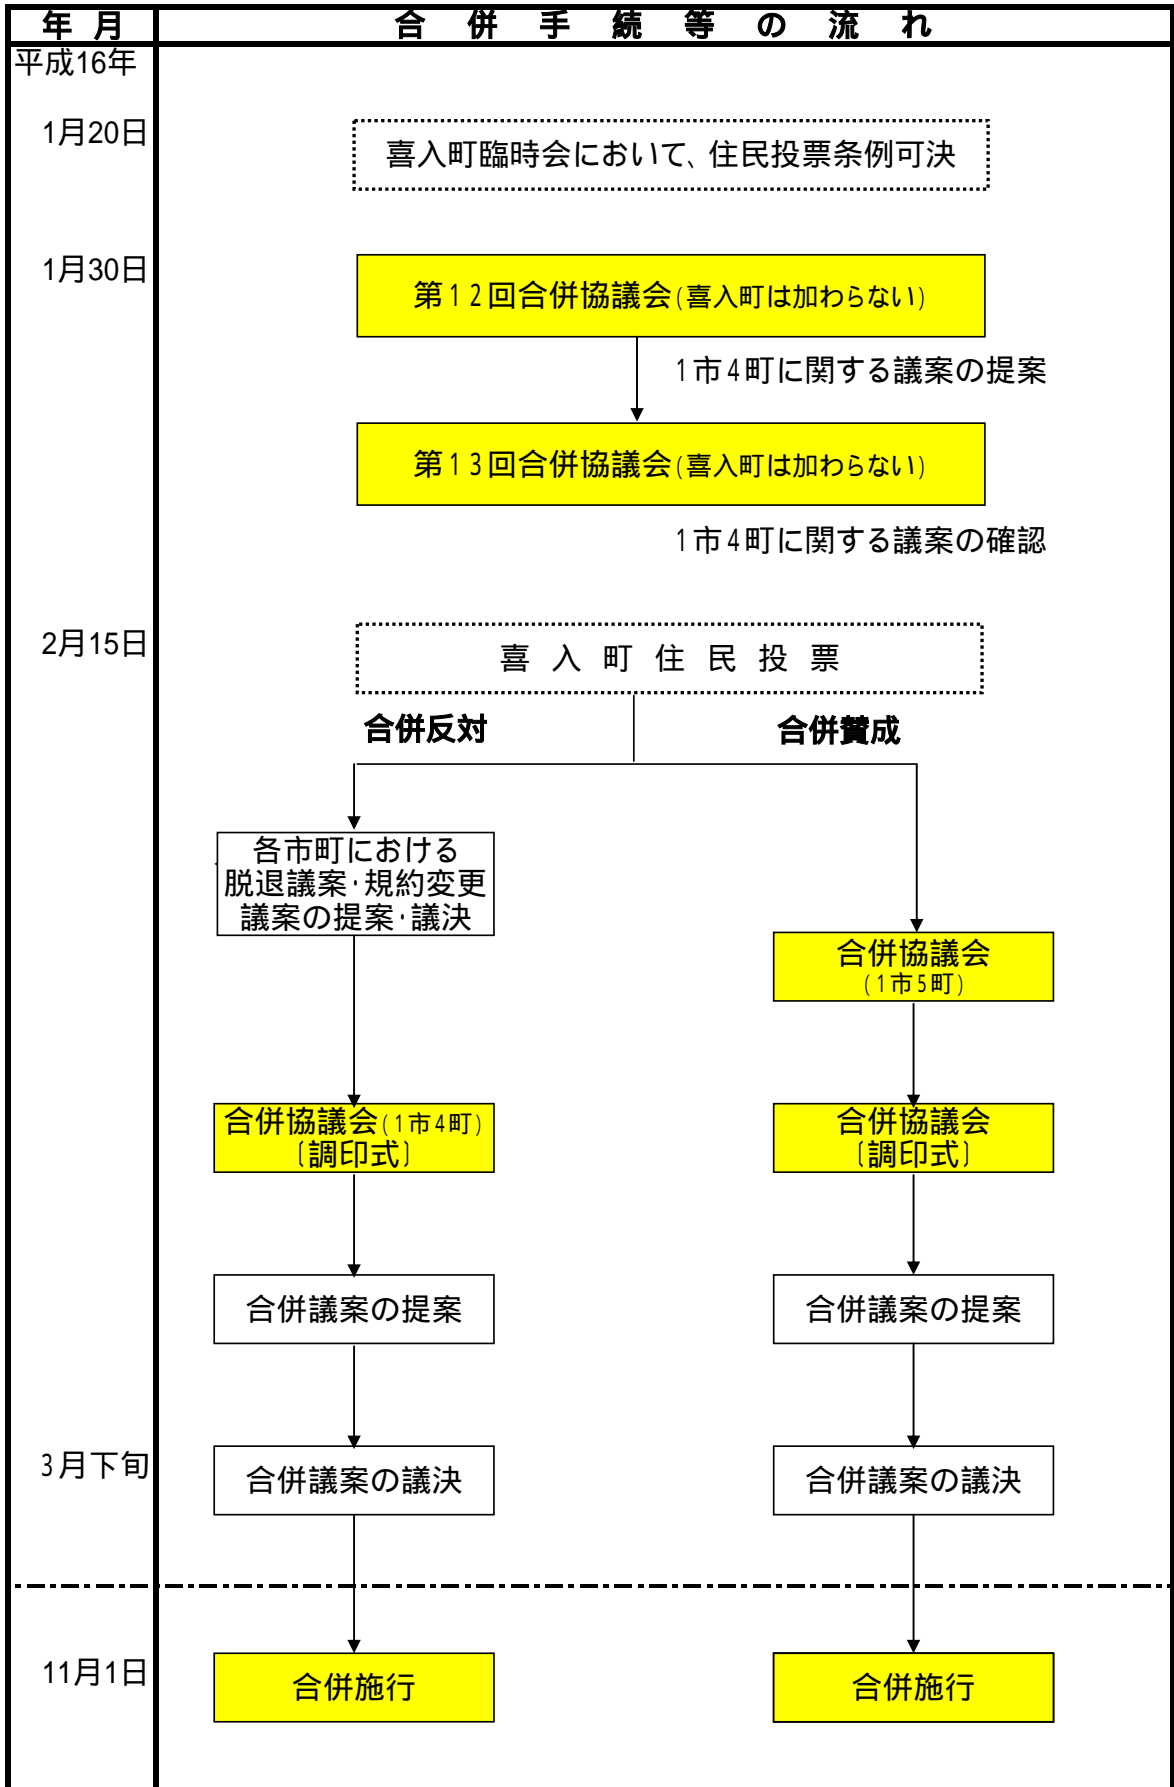 年 月
合 併 手 続 等 の 流 れ
平成16年
1月20日
喜入町臨時会において、住民投票条例可決
1月30日
第12回合併協議会(喜入町は加わらない)
1市4町に関する議案の提案
第13回合併協議会(喜入町は加わらない)
1市4町に関する議案の確認
2月15日
喜 入 町 住 民 投 票
合併反対
合併賛成
各市町における
脱退議案・規約変更
議案の提案・議決
合併協議会
(1市5町)
合併協議会(1市4町)
〔調印式〕
合併協議会
〔調印式〕
合併議案の提案
合併議案の提案
3月下旬
合併議案の議決
合併議案の議決
11月1日
合併施行
合併施行